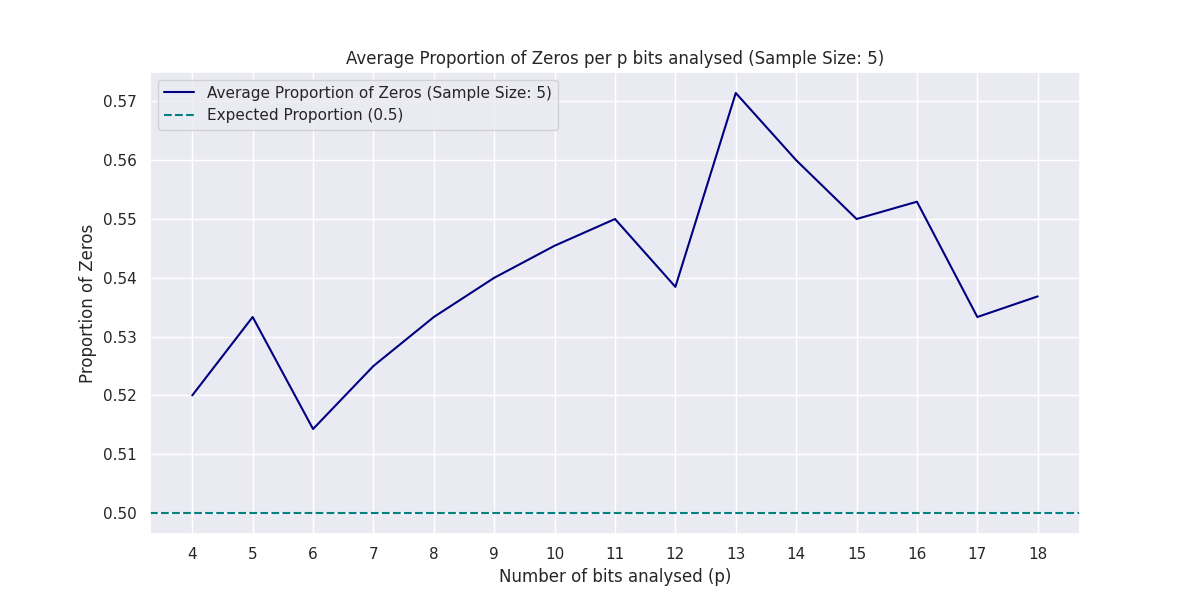 Average Proportion of Zeros per p bits analysed (Sample Size: 5)
Average Proportion of Zeros (Sample Size: 5)
Expected Proportion (0.5)
Proportion of Zeros
0.57
0.56
0.55
0.54
0.53
0.52
0.51
0.50
4 5 6 7 8 9 10 11 12 13 14 15 16 17 18
Number of bits analysed (p)